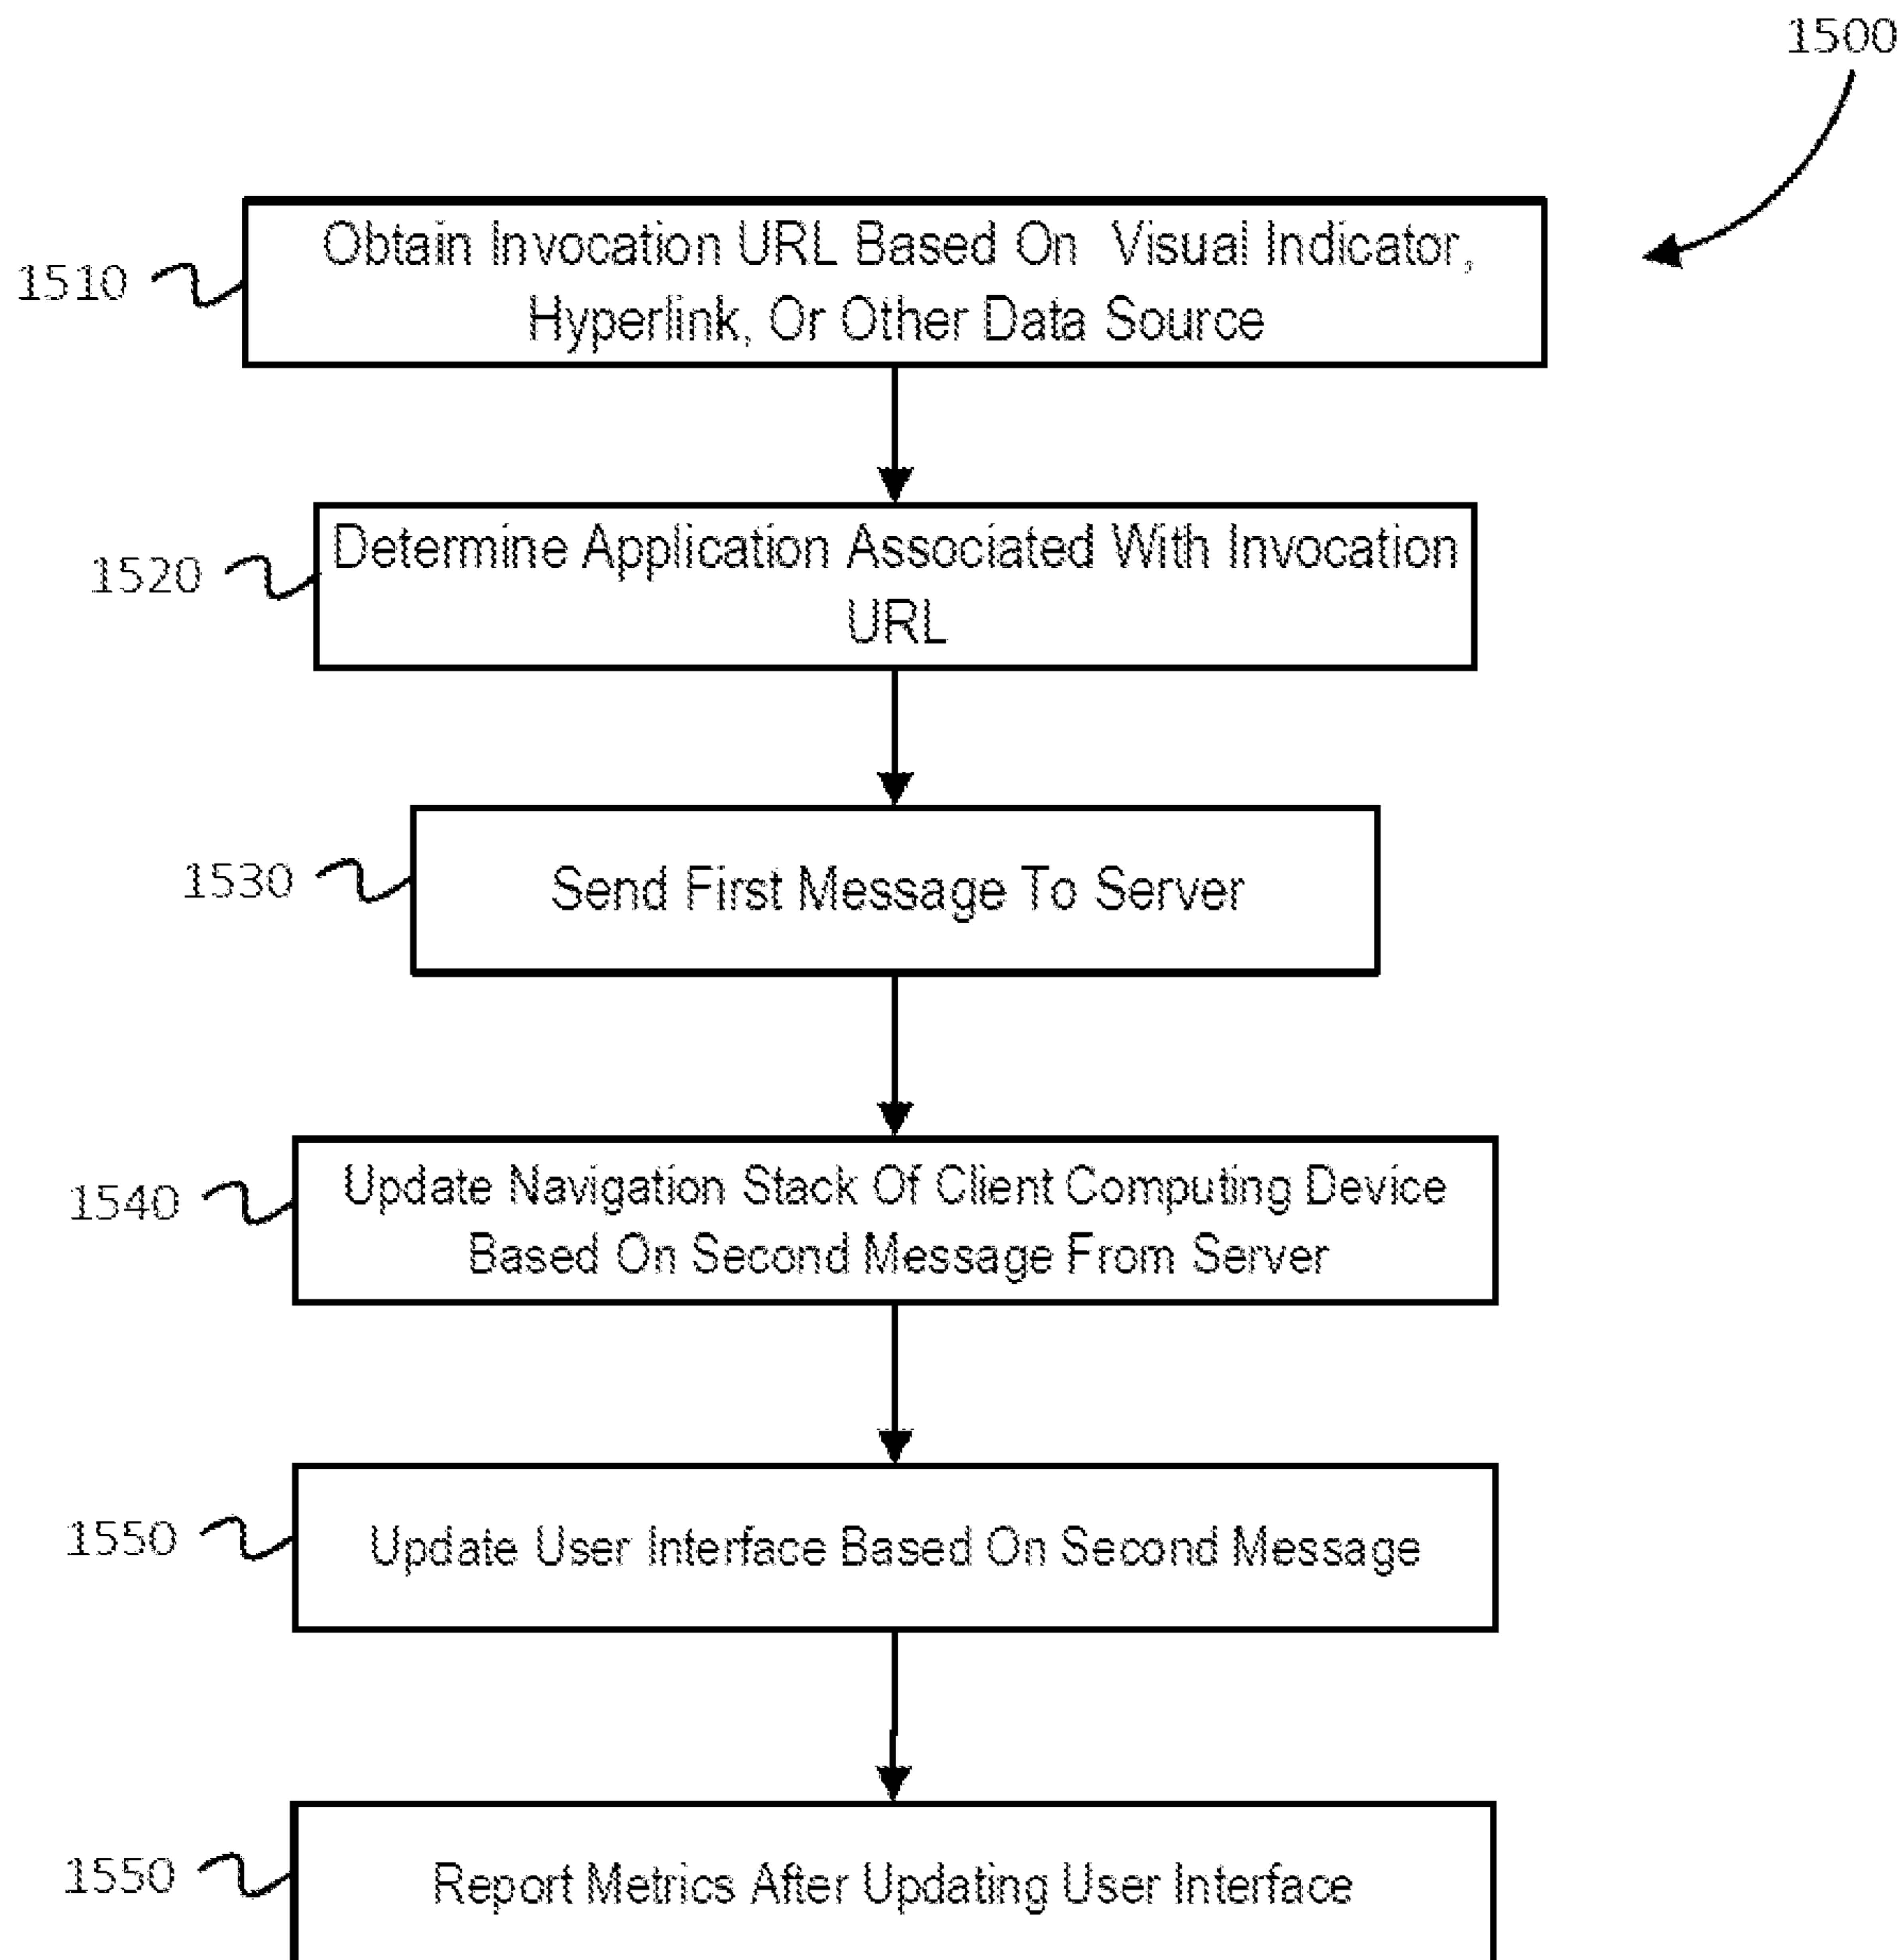 1500
1510
Obtain Invocation URL Based On Visual Indicator,
Hyperlink, Or Other Data Source
1520
Determine Application Associated With Invocation
URL
1530
Send First Message To Server
1540
Update Navigation Stack Of Client Computing Device
Based On Second Message From Server
1550
Update User Interface Based On Second Message
1550
Report Metrics After Updating User Interface